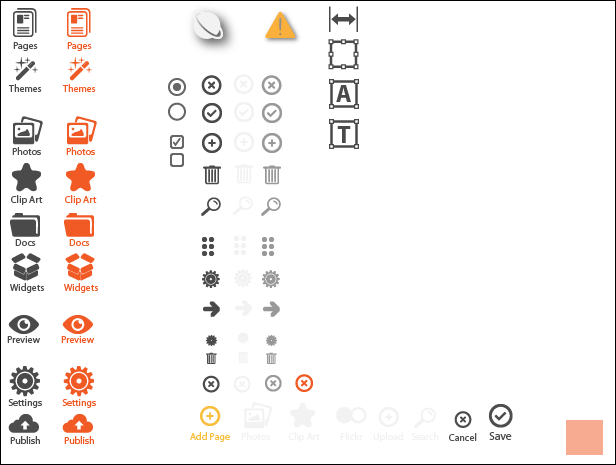 Pages Pages
Themes Themes
Photos Photos
Clip Art Clip Art
Docs Docs
Widgets Widgets
Preview Preview
Settings Settings
Publish Publish
A
T
Add Page Photos Clip Art Flickr Upload Search Cancel Save